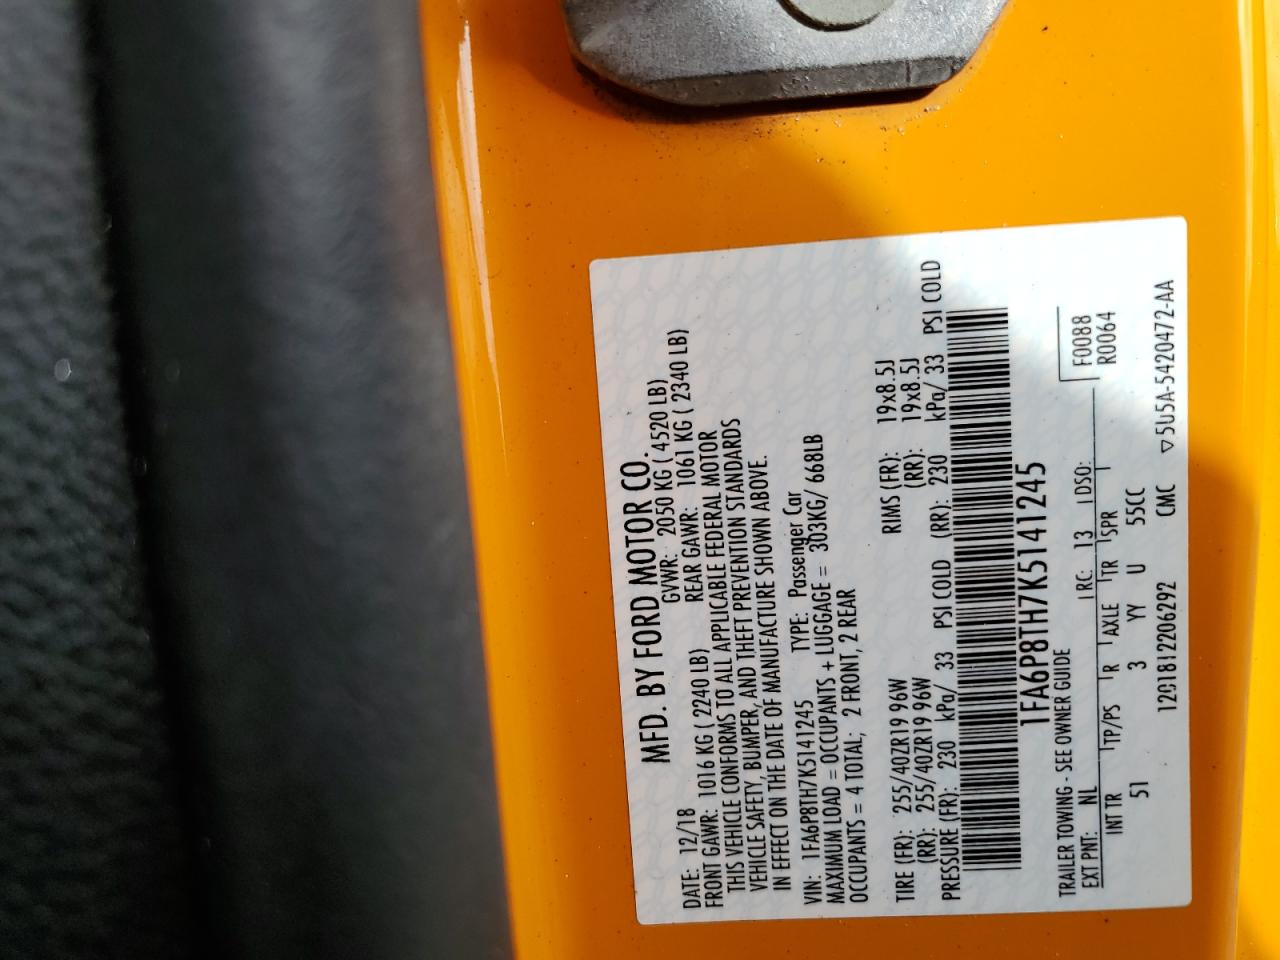 MFD. BY FORD MOTOR CO.
DATE: 12/18 GVWR: 2050 KG ( 4520 LB)
FRONT GAWR: 1016 KG ( 2240 LB) REAR GAWR: 1061 KG ( 2340 LB)
THIS VEHICLE CONFORMS TO ALL APPLICABLE FEDERAL MOTOR
VEHICLE SAFETY, BUMPER, AND THEFT PREVENTION STANDARDS
IN EFFECT ON THE DATE OF MANUFACTURE SHOWN ABOVE.
VIN: 1FA6P8TH7K5141245 TYPE: Passenger Car
MAXIMUM LOAD = OCCUPANTS + LUGGAGE = 303KG/ 668LB
OCCUPANTS = 4 TOTAL; 2 FRONT, 2 REAR
TIRE (FR): 255/40ZR19 96W RIMS (FR): 19x8.5J
(RR): 255/40ZR19 96W (RR): 19x8.5J
PRESSURE (FR): 230 kPa/ 33 PSI COLD (RR): 230 kPa/ 33 PSI COLD
1FA6P8TH7K5141245
TRAILER TOWING - SEE OWNER GUIDE F0088
EXT PNT: NL RC: 13 DSO: R0064
INT TR TP/PS R AXLE TR SPR
51 3 YY U 55CC
1201812206292 CMC ▽5U5A-5420472-AA